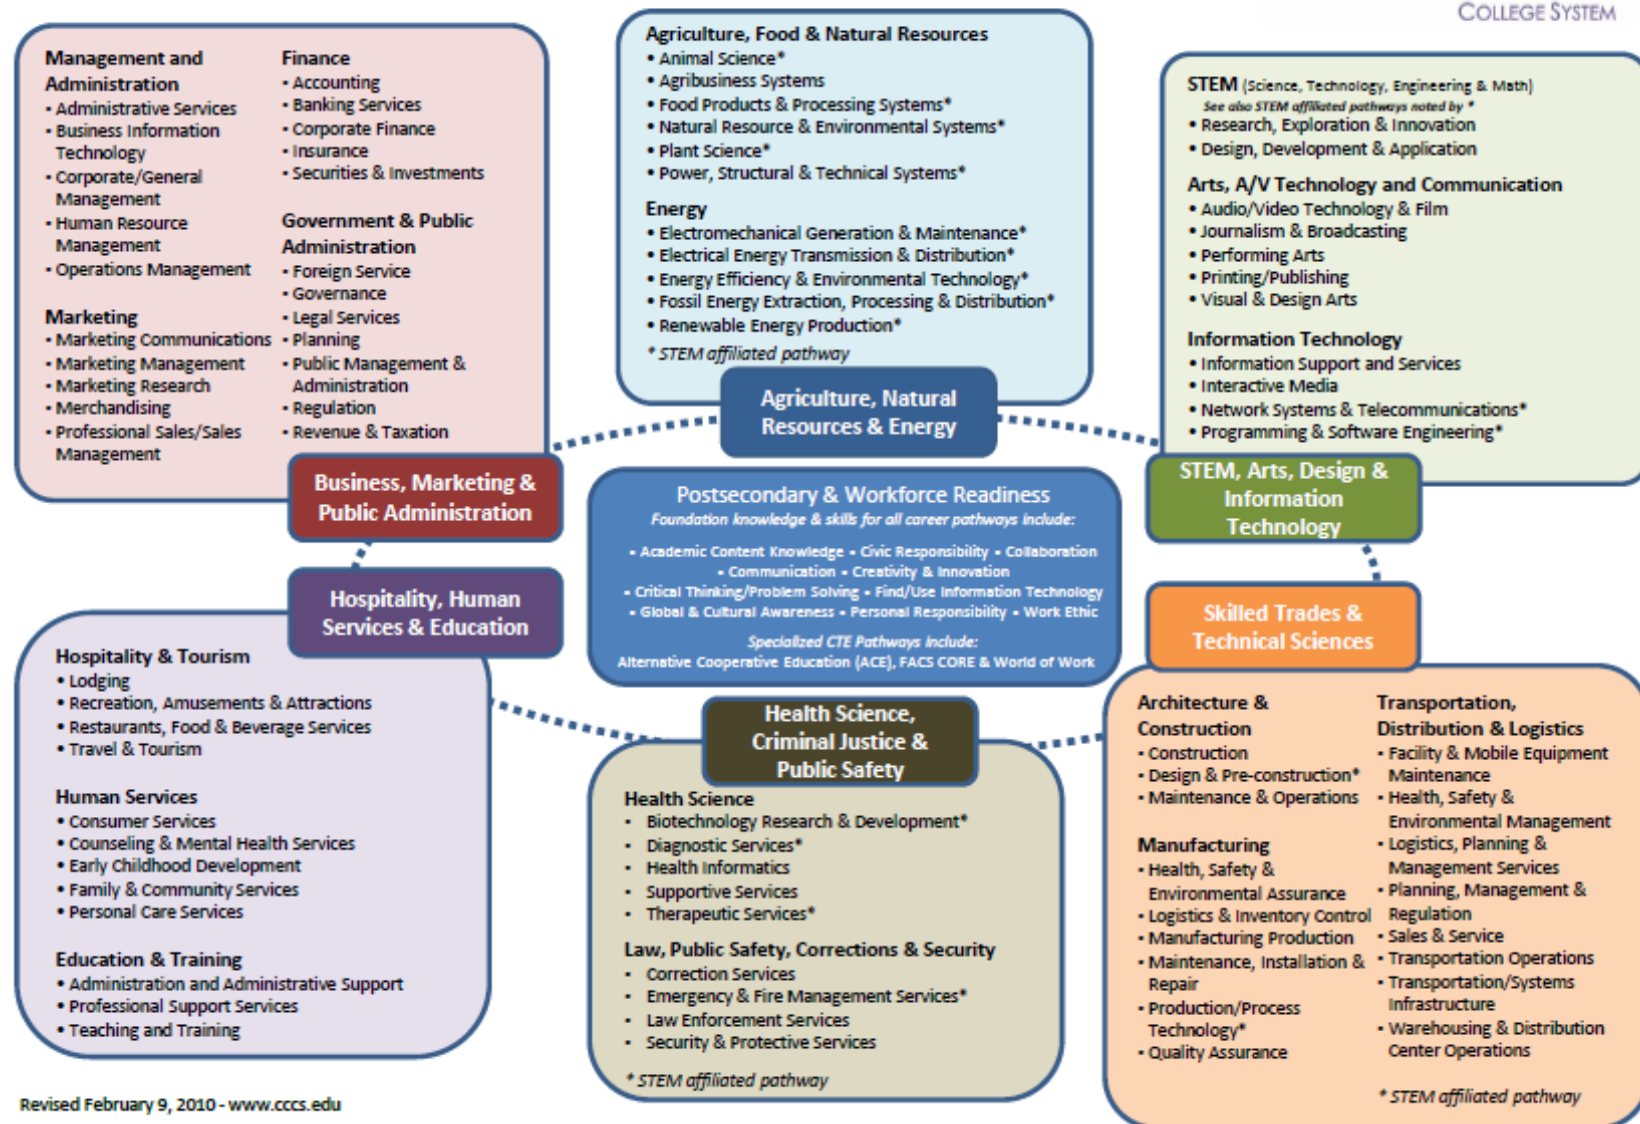 COLLEGE SYSTEM
Management and
Administration
▪ Administrative Services
▪ Business Information
Technology
▪ Corporate/General
Management
▪ Human Resource
Management
▪ Operations Management
Marketing
▪ Marketing Communications
▪ Marketing Management
▪ Marketing Research
▪ Merchandising
▪ Professional Sales/Sales
Management
Finance
▪ Accounting
▪ Banking Services
▪ Corporate Finance
▪ Insurance
▪ Securities & Investments
Government & Public
Administration
▪ Foreign Service
▪ Governance
▪ Legal Services
▪ Planning
▪ Public Management &
Administration
▪ Regulation
▪ Revenue & Taxation
Business, Marketing &
Public Administration
Agriculture, Food & Natural Resources
• Animal Science*
• Agribusiness Systems
• Food Products & Processing Systems*
• Natural Resource & Environmental Systems*
• Plant Science*
• Power, Structural & Technical Systems*
Energy
• Electromechanical Generation & Maintenance*
• Electrical Energy Transmission & Distribution*
• Energy Efficiency & Environmental Technology*
• Fossil Energy Extraction, Processing & Distribution*
• Renewable Energy Production*
* STEM affiliated pathway
Agriculture, Natural
Resources & Energy
STEM (Science, Technology, Engineering & Math)
See also STEM affiliated pathways noted by *
• Research, Exploration & Innovation
• Design, Development & Application
Arts, A/V Technology and Communication
• Audio/Video Technology & Film
• Journalism & Broadcasting
• Performing Arts
• Printing/Publishing
• Visual & Design Arts
Information Technology
• Information Support and Services
• Interactive Media
• Network Systems & Telecommunications*
• Programming & Software Engineering*
STEM, Arts, Design &
Information
Technology
Postsecondary & Workforce Readiness
Foundation knowledge & skills for all career pathways include:
▪ Academic Content Knowledge ▪ Civic Responsibility ▪ Collaboration
▪ Communication ▪ Creativity & Innovation
▪ Critical Thinking/Problem Solving ▪ Find/Use Information Technology
▪ Global & Cultural Awareness ▪ Personal Responsibility ▪ Work Ethic
Specialized CTE Pathways include:
Alternative Cooperative Education (ACE), FACS CORE & World of Work
Hospitality, Human
Services & Education
Hospitality & Tourism
• Lodging
• Recreation, Amusements & Attractions
• Restaurants, Food & Beverage Services
• Travel & Tourism
Human Services
• Consumer Services
• Counseling & Mental Health Services
• Early Childhood Development
• Family & Community Services
• Personal Care Services
Education & Training
• Administration and Administrative Support
• Professional Support Services
• Teaching and Training
Health Science,
Criminal Justice &
Public Safety
Health Science
▪ Biotechnology Research & Development*
▪ Diagnostic Services*
▪ Health Informatics
▪ Supportive Services
▪ Therapeutic Services*
Law, Public Safety, Corrections & Security
▪ Correction Services
▪ Emergency & Fire Management Services*
▪ Law Enforcement Services
▪ Security & Protective Services
* STEM affiliated pathway
Skilled Trades &
Technical Sciences
Architecture &
Construction
▪ Construction
▪ Design & Pre-construction*
▪ Maintenance & Operations
Manufacturing
▪ Health, Safety &
Environmental Assurance
▪ Logistics & Inventory Control
▪ Manufacturing Production
▪ Maintenance, Installation &
Repair
▪ Production/Process
Technology*
▪ Quality Assurance
Transportation,
Distribution & Logistics
▪ Facility & Mobile Equipment
Maintenance
▪ Health, Safety &
Environmental Management
▪ Logistics, Planning &
Management Services
▪ Planning, Management &
Regulation
▪ Sales & Service
▪ Transportation Operations
▪ Transportation/Systems
Infrastructure
▪ Warehousing & Distribution
Center Operations
* STEM affiliated pathway
Revised February 9, 2010 - www.cccs.edu